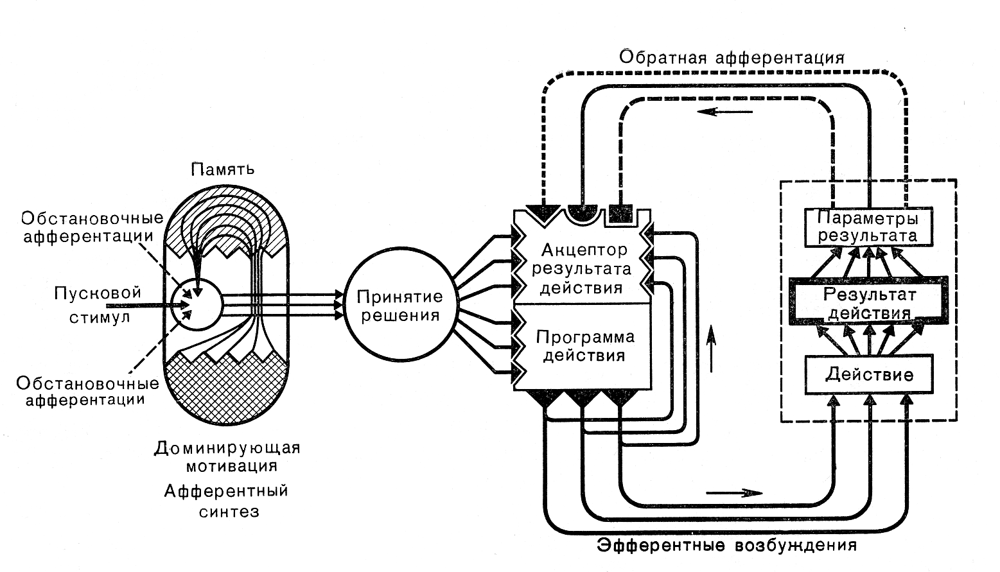 Обратная афферентация
Память
Обстановочные
афферентации
Пусковой
стимул
Обстановочные
афферентации
Доминирующая
мотивация
Афферентный
синтез
Принятие
решения
Акцептор
результата
действия
Программа
действия
Параметры
результата
Результат
действия
Действие
Эфферентные возбуждения